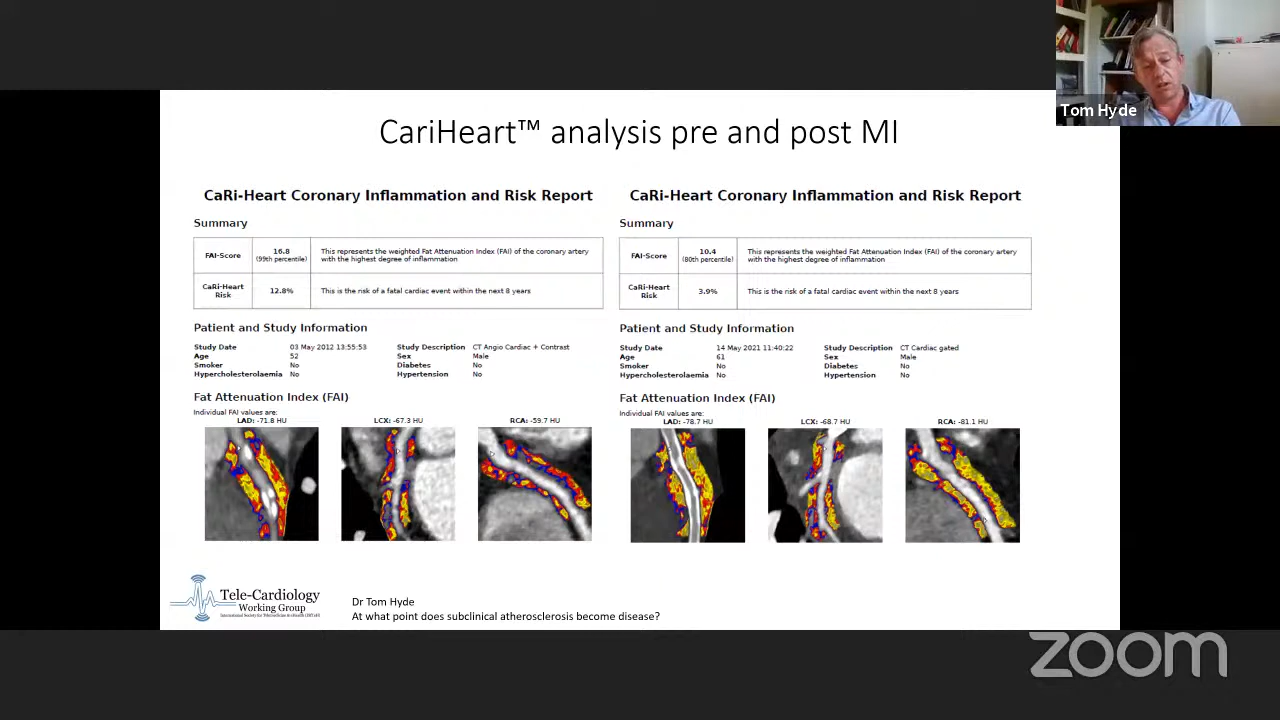 Tom Hyde
CariHeart™ analysis pre and post MI
CaRi-Heart Coronary Inflammation and Risk Report
Summary
FAI-Score
16.8
(99th percentile)
This represents the weighted Fat Attenuation Index (FAI) of the coronary artery
with the highest degree of inflammation
CaRi-Heart
Risk
12.8%
This is the risk of a fatal cardiac event within the next 8 years
Patient and Study Information
Study Date 03 May 2012 13:55:53 Study Description CT Angio Cardiac + Contrast
Age 52 Sex Male
Smoker No Diabetes No
Hypercholesterolaemia No Hypertension No
Fat Attenuation Index (FAI)
Individual FAI values are:
LAD: -71.8 HU LCX: -67.3 HU RCA: -59.7 HU
CaRi-Heart Coronary Inflammation and Risk Report
Summary
FAI-Score
10.4
(80th percentile)
This represents the weighted Fat Attenuation Index (FAI) of the coronary artery
with the highest degree of inflammation
CaRi-Heart
Risk
3.9%
This is the risk of a fatal cardiac event within the next 8 years
Patient and Study Information
Study Date 14 May 2021 11:40:22 Study Description CT Cardiac gated
Age 61 Sex Male
Smoker No Diabetes No
Hypercholesterolaemia No Hypertension No
Fat Attenuation Index (FAI)
Individual FAI values are:
LAD: -78.7 HU LCX: -68.7 HU RCA: -81.1 HU
Tele-Cardiology
Working Group
International Society for Telemedicine & eHealth (ISfTeH)
Dr Tom Hyde
At what point does subclinical atherosclerosis become disease?
zoom